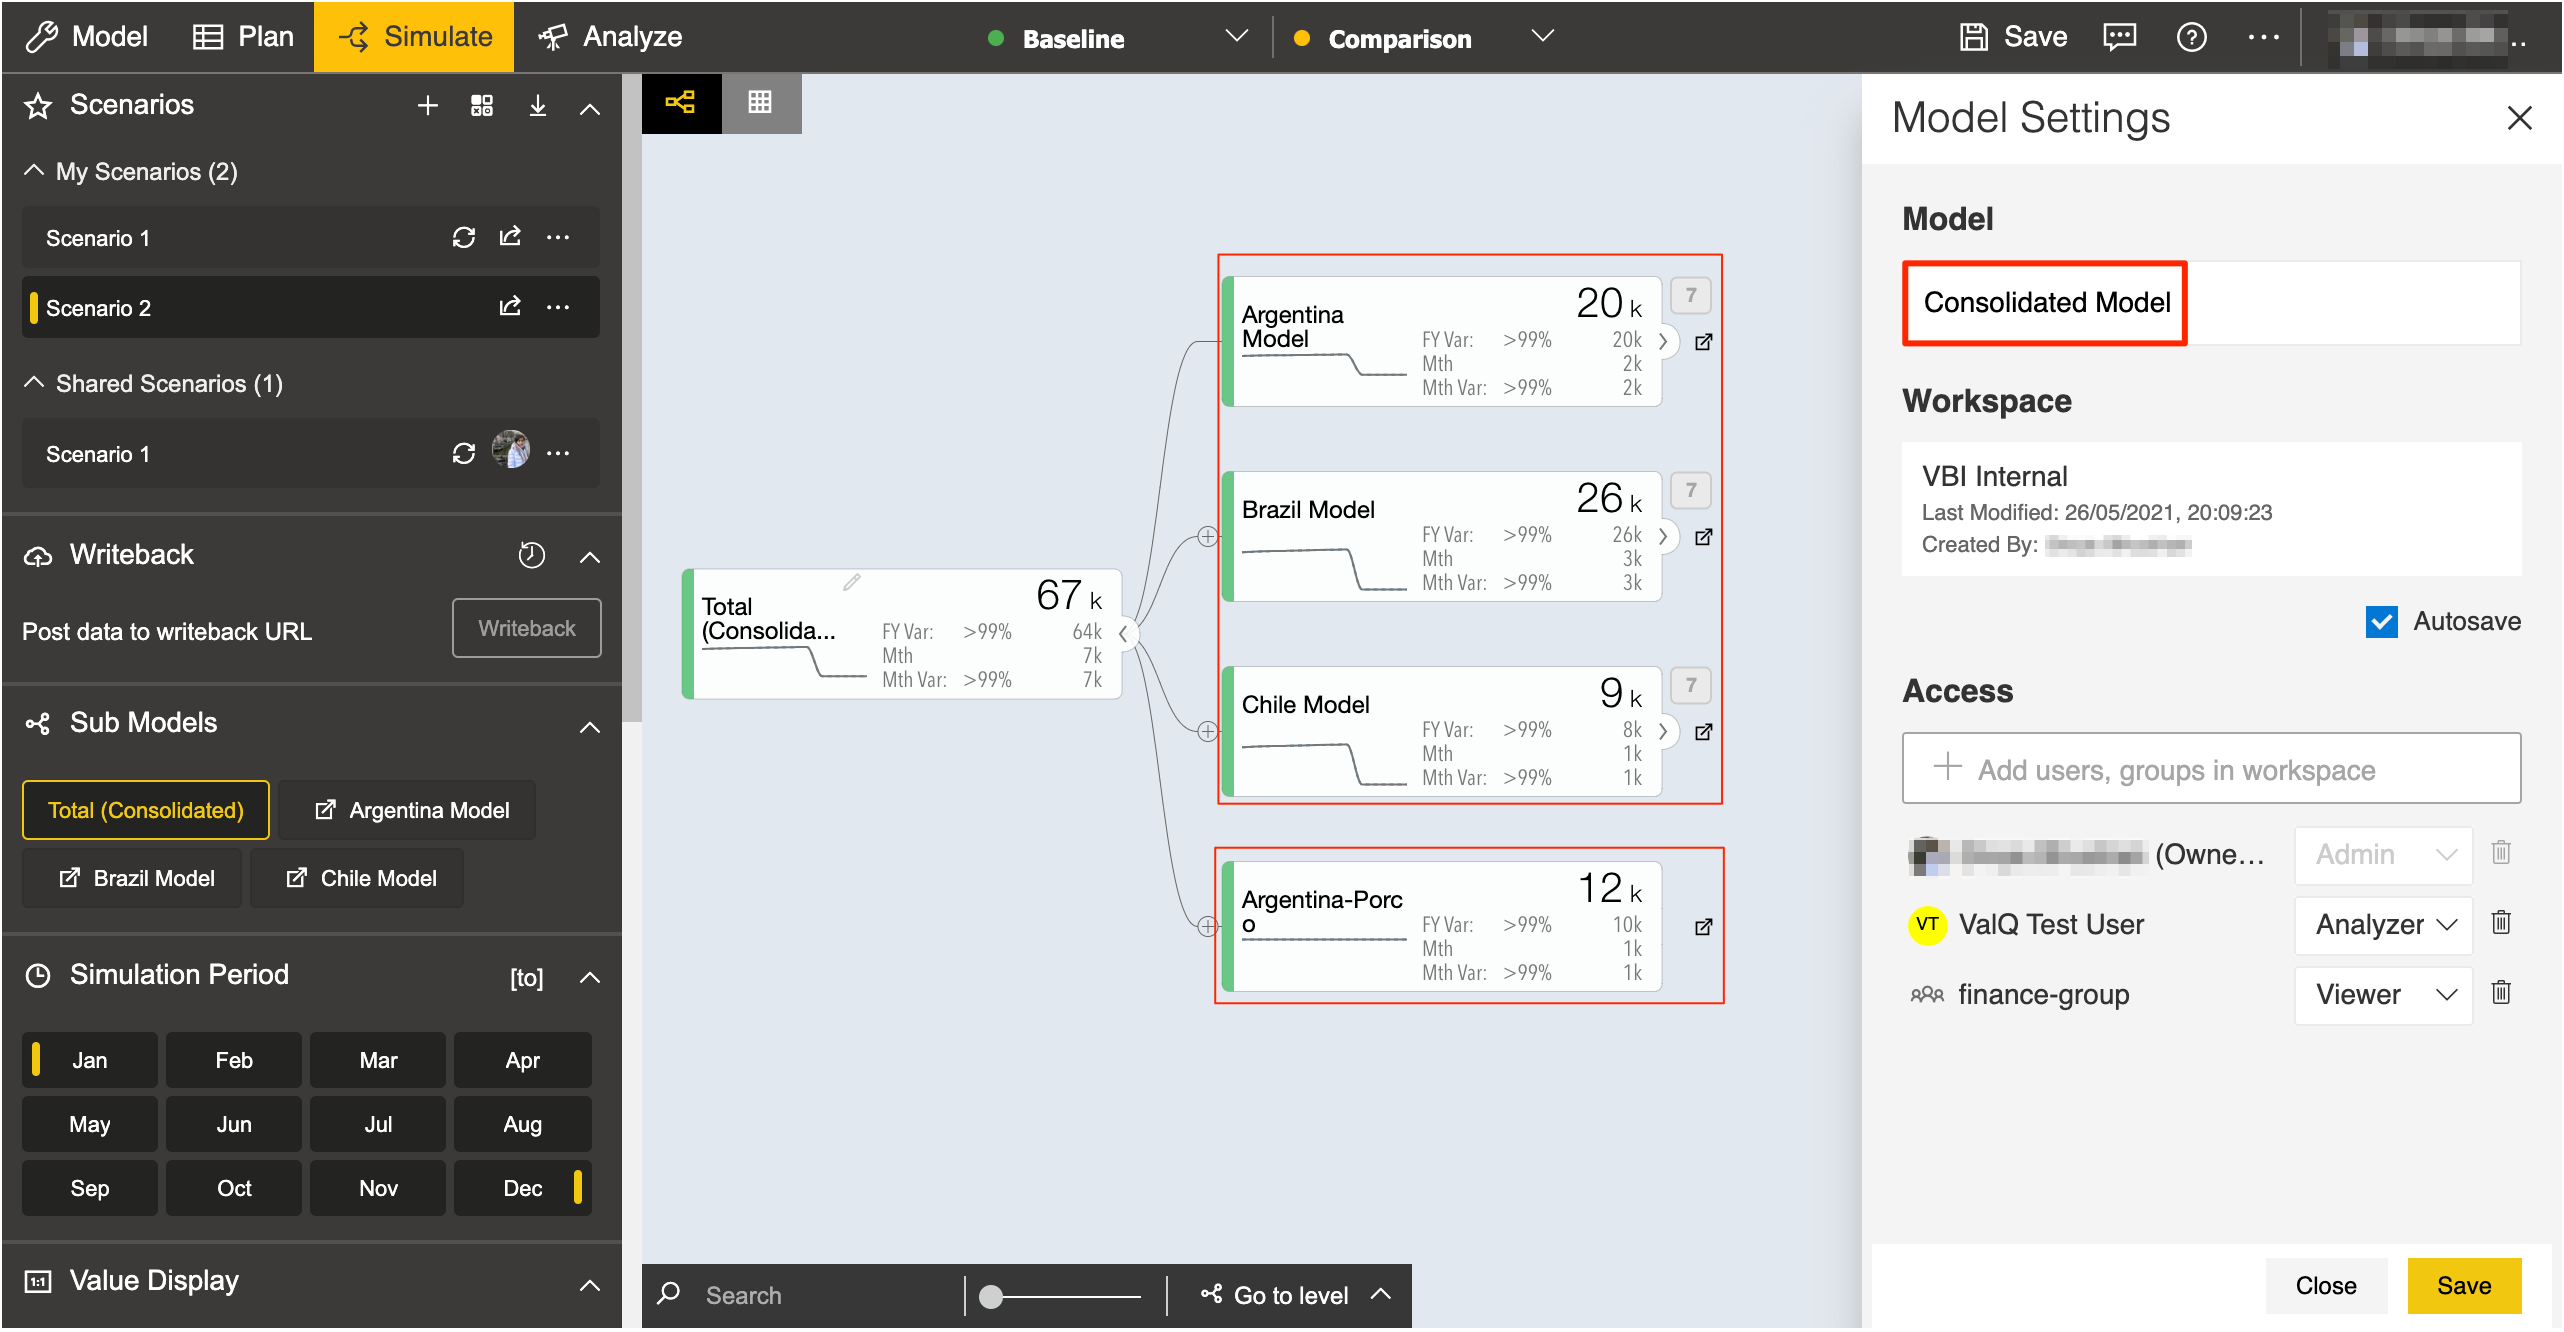 Model
Plan
Simulate
Analyze
Baseline
Comparison
Save
Scenarios
My Scenarios (2)
Scenario 1
Scenario 2
Shared Scenarios (1)
Scenario 1
Writeback
Post data to writeback URL
Writeback
Sub Models
Total (Consolidated)
Argentina Model
Brazil Model
Chile Model
Simulation Period
[to]
Jan
Feb
Mar
Apr
May
Jun
Jul
Aug
Sep
Oct
Nov
Dec
1:1
Value Display
Total
(Consolida...
67 k
FY Var: >99% 64k
Mth 7k
Mth Var: >99% 7k
Argentina
Model
20 k
FY Var: >99% 20k
Mth 2k
Mth Var: >99% 2k
7
Brazil Model
26 k
FY Var: >99% 26k
Mth 3k
Mth Var: >99% 3k
7
Chile Model
9 k
FY Var: >99% 8k
Mth 1k
Mth Var: >99% 1k
7
Argentina-Porc
o
12 k
FY Var: >99% 10k
Mth 1k
Mth Var: >99% 1k
Search
Go to level
Model Settings
Model
Consolidated Model
Workspace
VBI Internal
Last Modified: 26/05/2021, 20:09:23
Created By:
Autosave
Access
Add users, groups in workspace
(Owne...
Admin
VT
ValQ Test User
Analyzer
finance-group
Viewer
Close
Save